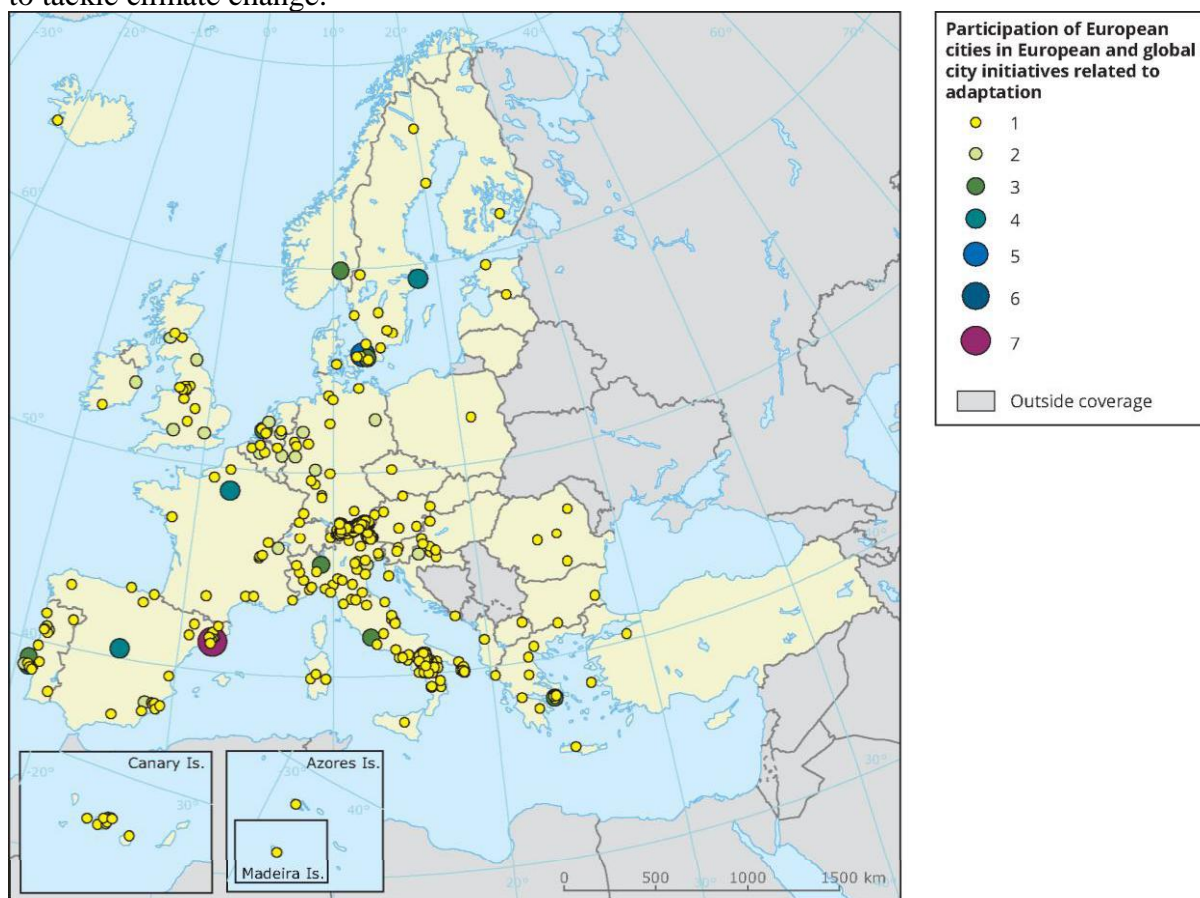 to tackle climate change.
-30°
-10°
0°
10°
20°
30°
40°
50°
60°
70°
60°
50°
Participation of European
cities in European and global
city initiatives related to
adaptation
1
2
3
4
5
6
7
Outside coverage
Canary Is.
-20°
30°
Azores Is.
-30°
40°
Madeira Is.
0 500 1000 1500 km
20°
30°